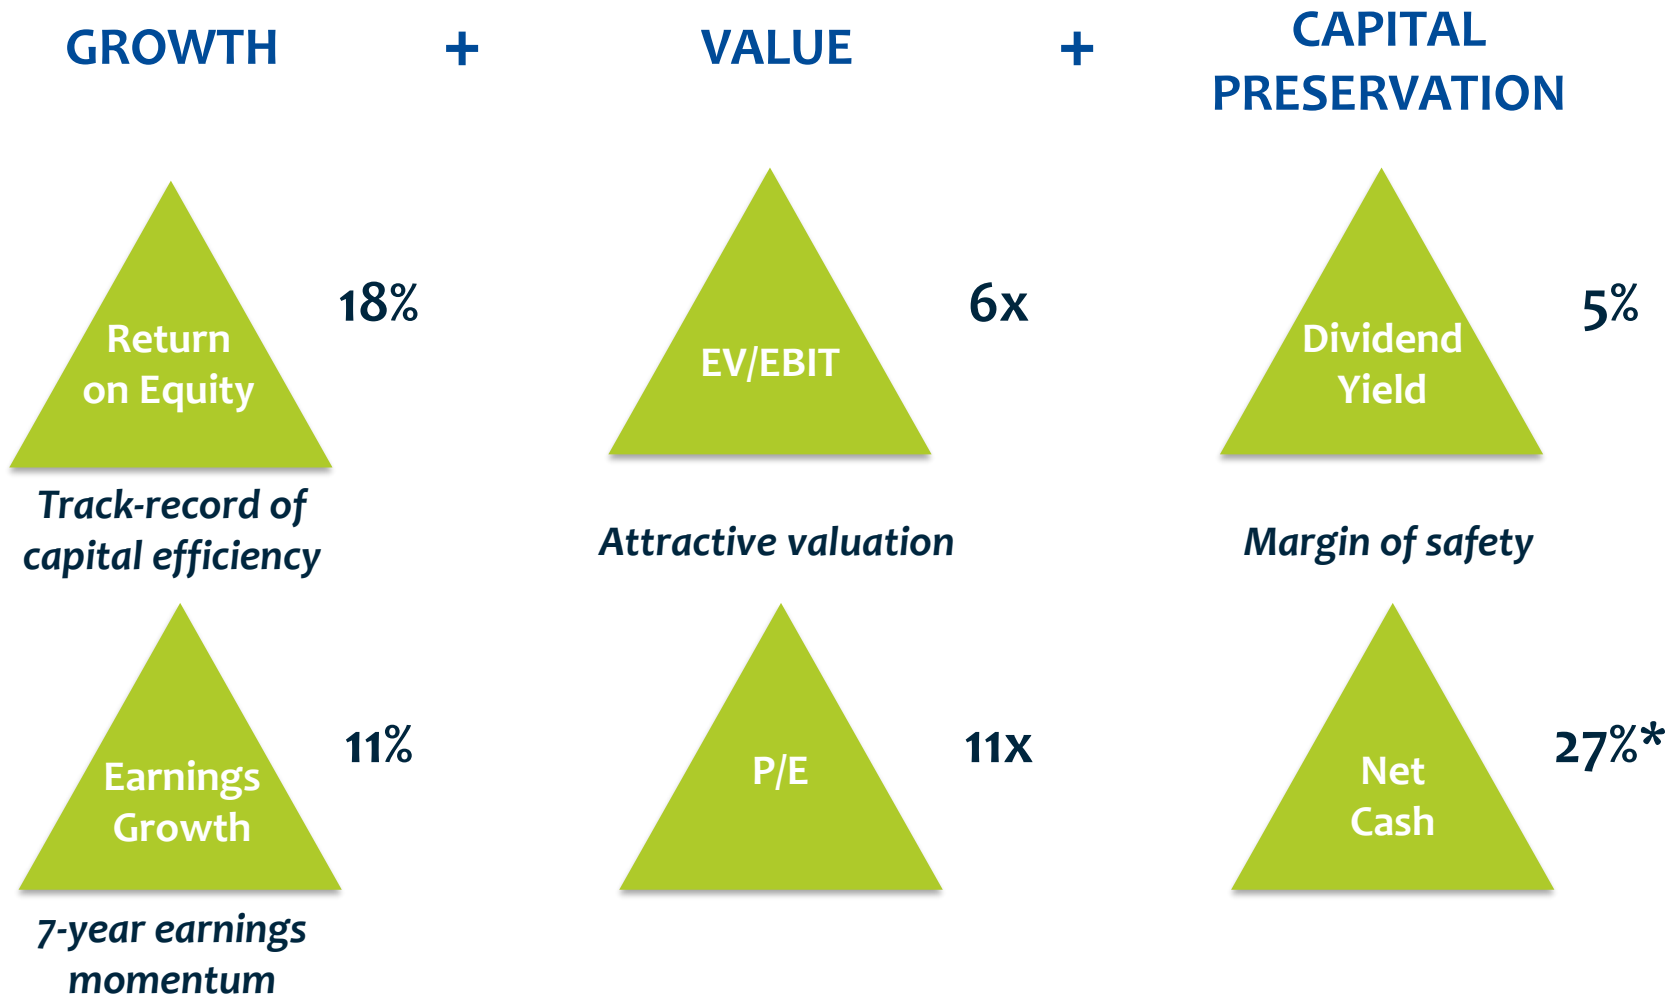 GROWTH + VALUE + CAPITAL
PRESERVATION
18%
Return
on Equity
6x
EV/EBIT
5%
Dividend
Yield
Track-record of
capital efficiency
Attractive valuation
Margin of safety
11%
Earnings
Growth
11x
P/E
27%*
Net
Cash
7-year earnings
momentum